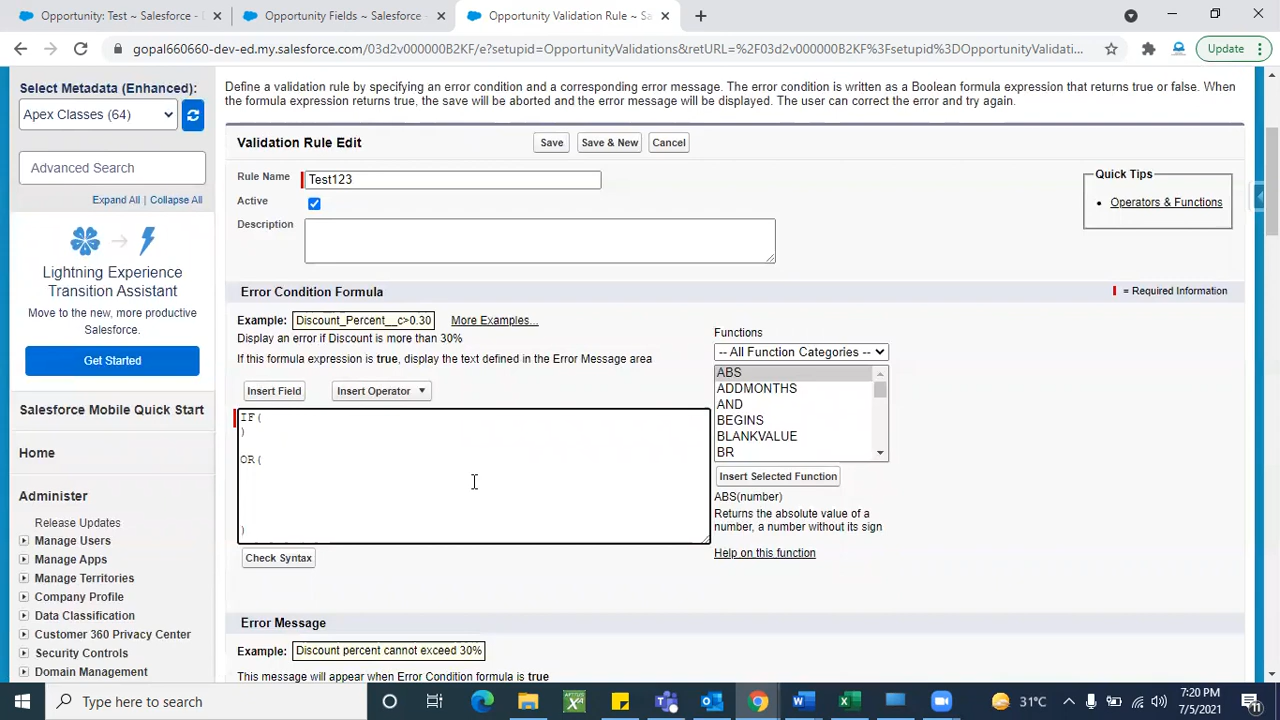 Opportunity: Test ~ Salesforce -
Opportunity Fields ~ Salesforce -
Opportunity Validation Rule ~ Sa
gopal660660-dev-ed.my.salesforce.com/03d2v000000B2KF/e?setupid=OpportunityValidations&retURL=%2F03d2v000000B2KF%3Fsetupid%3DOpportunityValidati...
Update
Select Metadata (Enhanced):
Apex Classes (64)
Advanced Search
Expand All | Collapse All
Lightning Experience
Transition Assistant
Move to the new, more productive
Salesforce.
Get Started
Salesforce Mobile Quick Start
Home
Administer
Release Updates
Manage Users
Manage Apps
Manage Territories
Company Profile
Data Classification
Customer 360 Privacy Center
Security Controls
Domain Management
Define a validation rule by specifying an error condition and a corresponding error message. The error condition is written as a Boolean formula expression that returns true or false. When
the formula expression returns true, the save will be aborted and the error message will be displayed. The user can correct the error and try again.
Validation Rule Edit
Save
Save & New
Cancel
Rule Name
Test123
Active
Description
Quick Tips
Operators & Functions
Error Condition Formula
= Required Information
Example:
Discount_Percent__c>0.30
More Examples...
Display an error if Discount is more than 30%
If this formula expression is true, display the text defined in the Error Message area
Insert Field
Insert Operator
IF(
)
OR(
)
Check Syntax
Functions
-- All Function Categories --
ABS
ADDMONTHS
AND
BEGINS
BLANKVALUE
BR
Insert Selected Function
ABS(number)
Returns the absolute value of a
number, a number without its sign
Help on this function
Error Message
Example:
Discount percent cannot exceed 30%
This message will appear when Error Condition formula is true
Type here to search
31°C
7:20 PM
7/5/2021